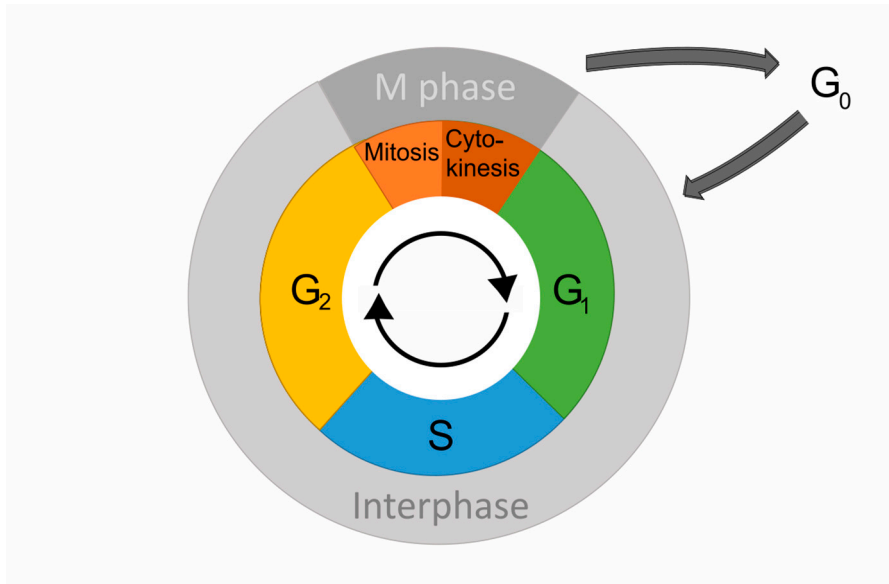 M phase
G₀
Mitosis
Cyto-
kinesis
G₂
G₁
S
Interphase